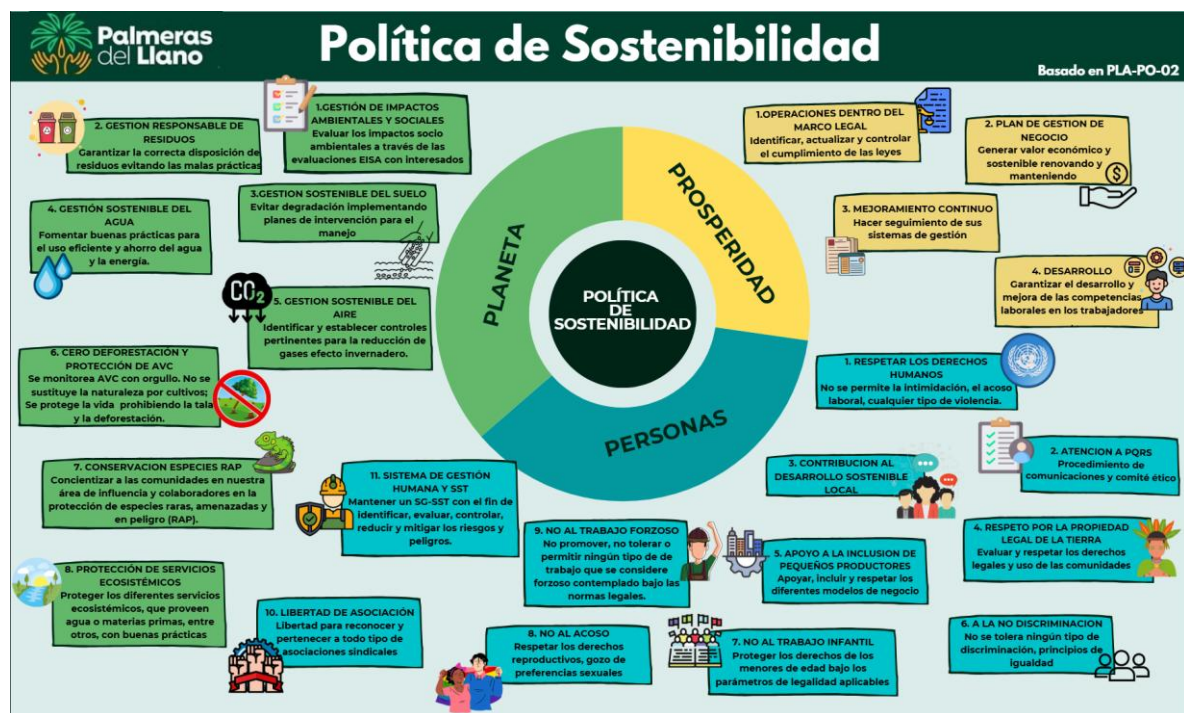 Palmeras
del Llano
Política de Sostenibilidad
Basado en PLA-PO-02
1.GESTIÓN DE IMPACTOS
AMBIENTALES Y SOCIALES
Evaluar los impactos socio
ambientales a través de las
evaluaciones EISA con interesados
2. GESTION RESPONSABLE DE
RESIDUOS
Garantizar la correcta disposición de
residuos evitando las malas prácticas
3.GESTION SOSTENIBLE DEL SUELO
Evitar degradación implementando
planes de intervención para el
manejo
4. GESTIÓN SOSTENIBLE DEL
AGUA
Fomentar buenas prácticas para
el uso eficiente y ahorro del agua
y la energía.
CO2
5. GESTION SOSTENIBLE DEL
AIRE
Identificar y establecer controles
pertinentes para la reducción de
gases efecto invernadero.
6. CERO DEFORESTACIÓN Y
PROTECCIÓN DE AVC
Se monitorea AVC con orgullo. No se
sustituye la naturaleza por cultivos;
Se protege la vida prohibiendo la tala
y la deforestación.
7. CONSERVACION ESPECIES RAP
Concientizar a las comunidades en nuestra
área de influencia y colaboradores en la
protección de especies raras, amenazadas y
en peligro (RAP).
8. PROTECCIÓN DE SERVICIOS
ECOSISTÉMICOS
Proteger los diferentes servicios
ecosistémicos, que proveen
agua o materias primas, entre
otros, con buenas prácticas
PLANETA
PROSPERIDAD
PERSONAS
POLÍTICA
DE
SOSTENIBILIDAD
1.OPERACIONES DENTRO DEL
MARCO LEGAL
Identificar, actualizar y controlar
el cumplimiento de las leyes
2. PLAN DE GESTION DE
NEGOCIO
Generar valor económico y
sostenible renovando y
manteniendo
$
3. MEJORAMIENTO CONTINUO
Hacer seguimiento de sus
sistemas de gestión
4. DESARROLLO
Garantizar el desarrollo y
mejora de las competencias
laborales en los trabajadores
1. RESPETAR LOS DERECHOS
HUMANOS
No se permite la intimidación, el acoso
laboral, cualquier tipo de violencia.
2. ATENCION A PQRS
Procedimiento de
comunicaciones y comité ético
3. CONTRIBUCION AL
DESARROLLO SOSTENIBLE
LOCAL
4. RESPETO POR LA PROPIEDAD
LEGAL DE LA TIERRA
Evaluar y respetar los derechos
legales y uso de las comunidades
5. APOYO A LA INCLUSION DE
PEQUEÑOS PRODUCTORES
Apoyar, incluir y respetar los
diferentes modelos de negocio
6. A LA NO DISCRIMINACION
No se tolera ningún tipo de
discriminación, principios de
igualdad
7. NO AL TRABAJO INFANTIL
Proteger los derechos de los
menores de edad bajo los
parámetros de legalidad aplicables
8. NO AL ACOSO
Respetar los derechos
reproductivos, gozo de
preferencias sexuales
9. NO AL TRABAJO FORZOSO
No promover, no tolerar o
permitir ningún tipo de de
trabajo que se considere
forzoso contemplado bajo las
normas legales.
10. LIBERTAD DE ASOCIACIÓN
Libertad para reconocer y
pertenecer a todo tipo de
asociaciones sindicales
11. SISTEMA DE GESTIÓN
HUMANA Y SST
Mantener un SG-SST con el fin de
identificar, evaluar, controlar,
reducir y mitigar los riesgos y
peligros.